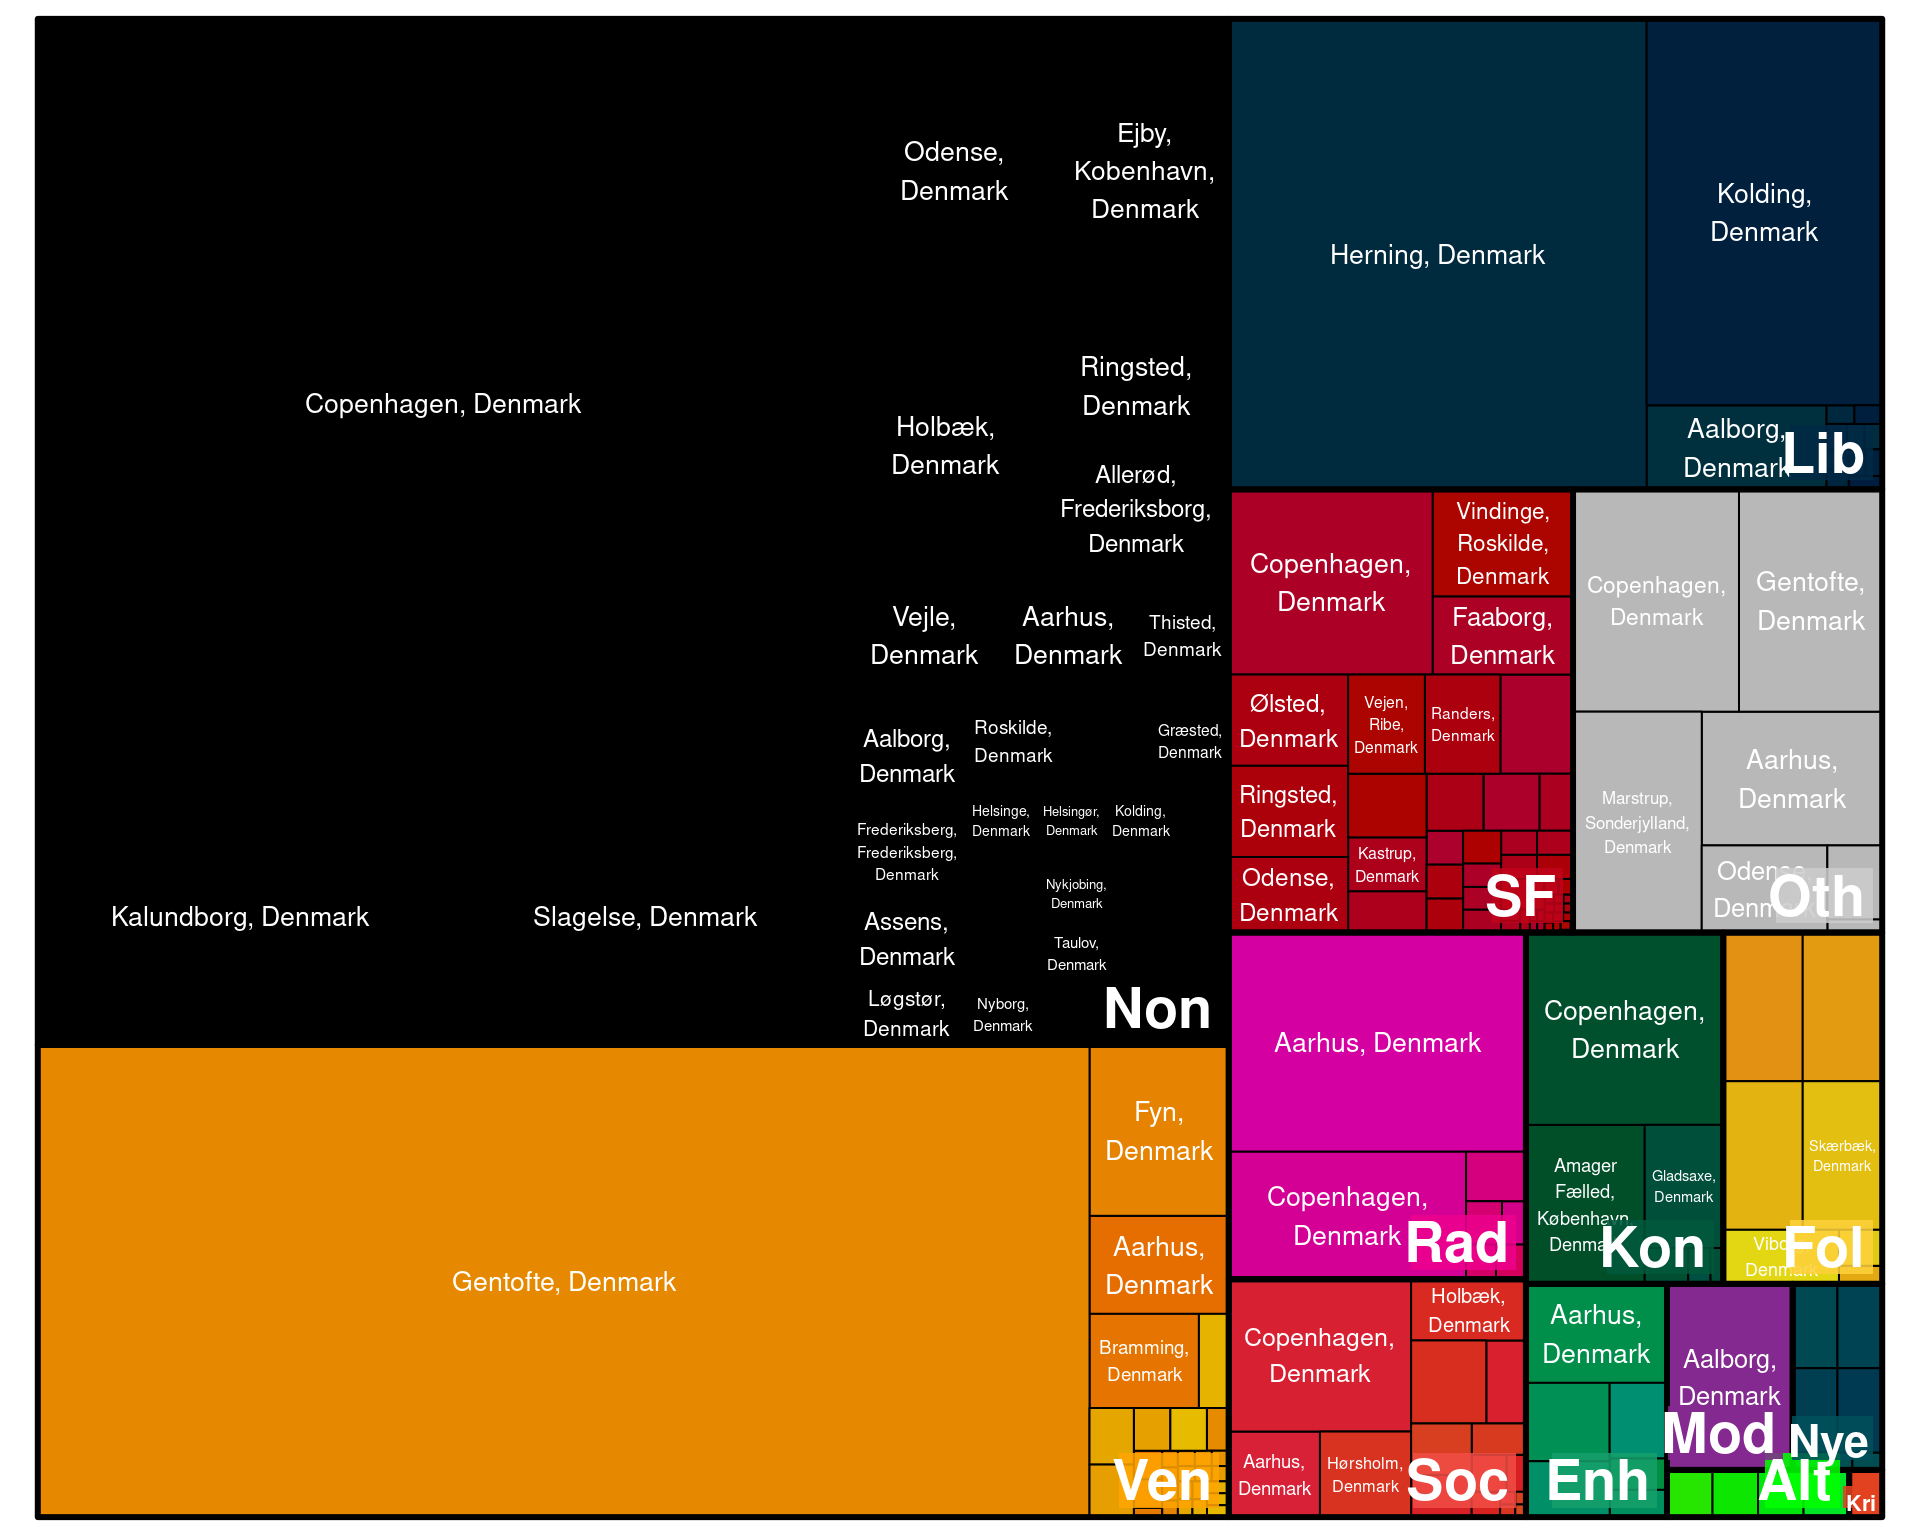 Copenhagen, Denmark
Odense,
Denmark
Ejby,
Kobenhavn,
Denmark
Holbæk,
Denmark
Ringsted,
Denmark
Allerød,
Frederiksborg,
Denmark
Vejle,
Denmark
Aarhus,
Denmark
Thisted,
Denmark
Kalundborg, Denmark
Slagelse, Denmark
Aalborg,
Denmark
Roskilde,
Denmark
Græsted,
Denmark
Frederiksberg,
Frederiksberg,
Denmark
Helsinge,
Denmark
Helsingør,
Denmark
Kolding,
Denmark
Nykjobing,
Denmark
Assens,
Denmark
Taulov,
Denmark
Løgstør,
Denmark
Nyborg,
Denmark
Non
Gentofte, Denmark
Fyn,
Denmark
Aarhus,
Denmark
Bramming,
Denmark
Ven
Herning, Denmark
Kolding,
Denmark
Aalborg,
Denmark
Lib
Copenhagen,
Denmark
Vindinge,
Roskilde,
Denmark
Faaborg,
Denmark
Ølsted,
Denmark
Vejen,
Ribe,
Denmark
Randers,
Denmark
Ringsted,
Denmark
Kastrup,
Denmark
Odense,
Denmark
SF
Copenhagen,
Denmark
Gentofte,
Denmark
Marstrup,
Sonderjylland,
Denmark
Aarhus,
Denmark
Odense,
Denmark
Oth
Aarhus, Denmark
Copenhagen,
Denmark
Rad
Copenhagen,
Denmark
Amager
Fælled,
København,
Denmark
Gladsaxe,
Denmark
Kon
Skærbæk,
Denmark
Denmark
Fol
Copenhagen,
Denmark
Holbæk,
Denmark
Aarhus,
Denmark
Hørsholm,
Denmark
Soc
Aarhus,
Denmark
Enh
Aalborg,
Denmark
Mod
Nye
Alt
Kri